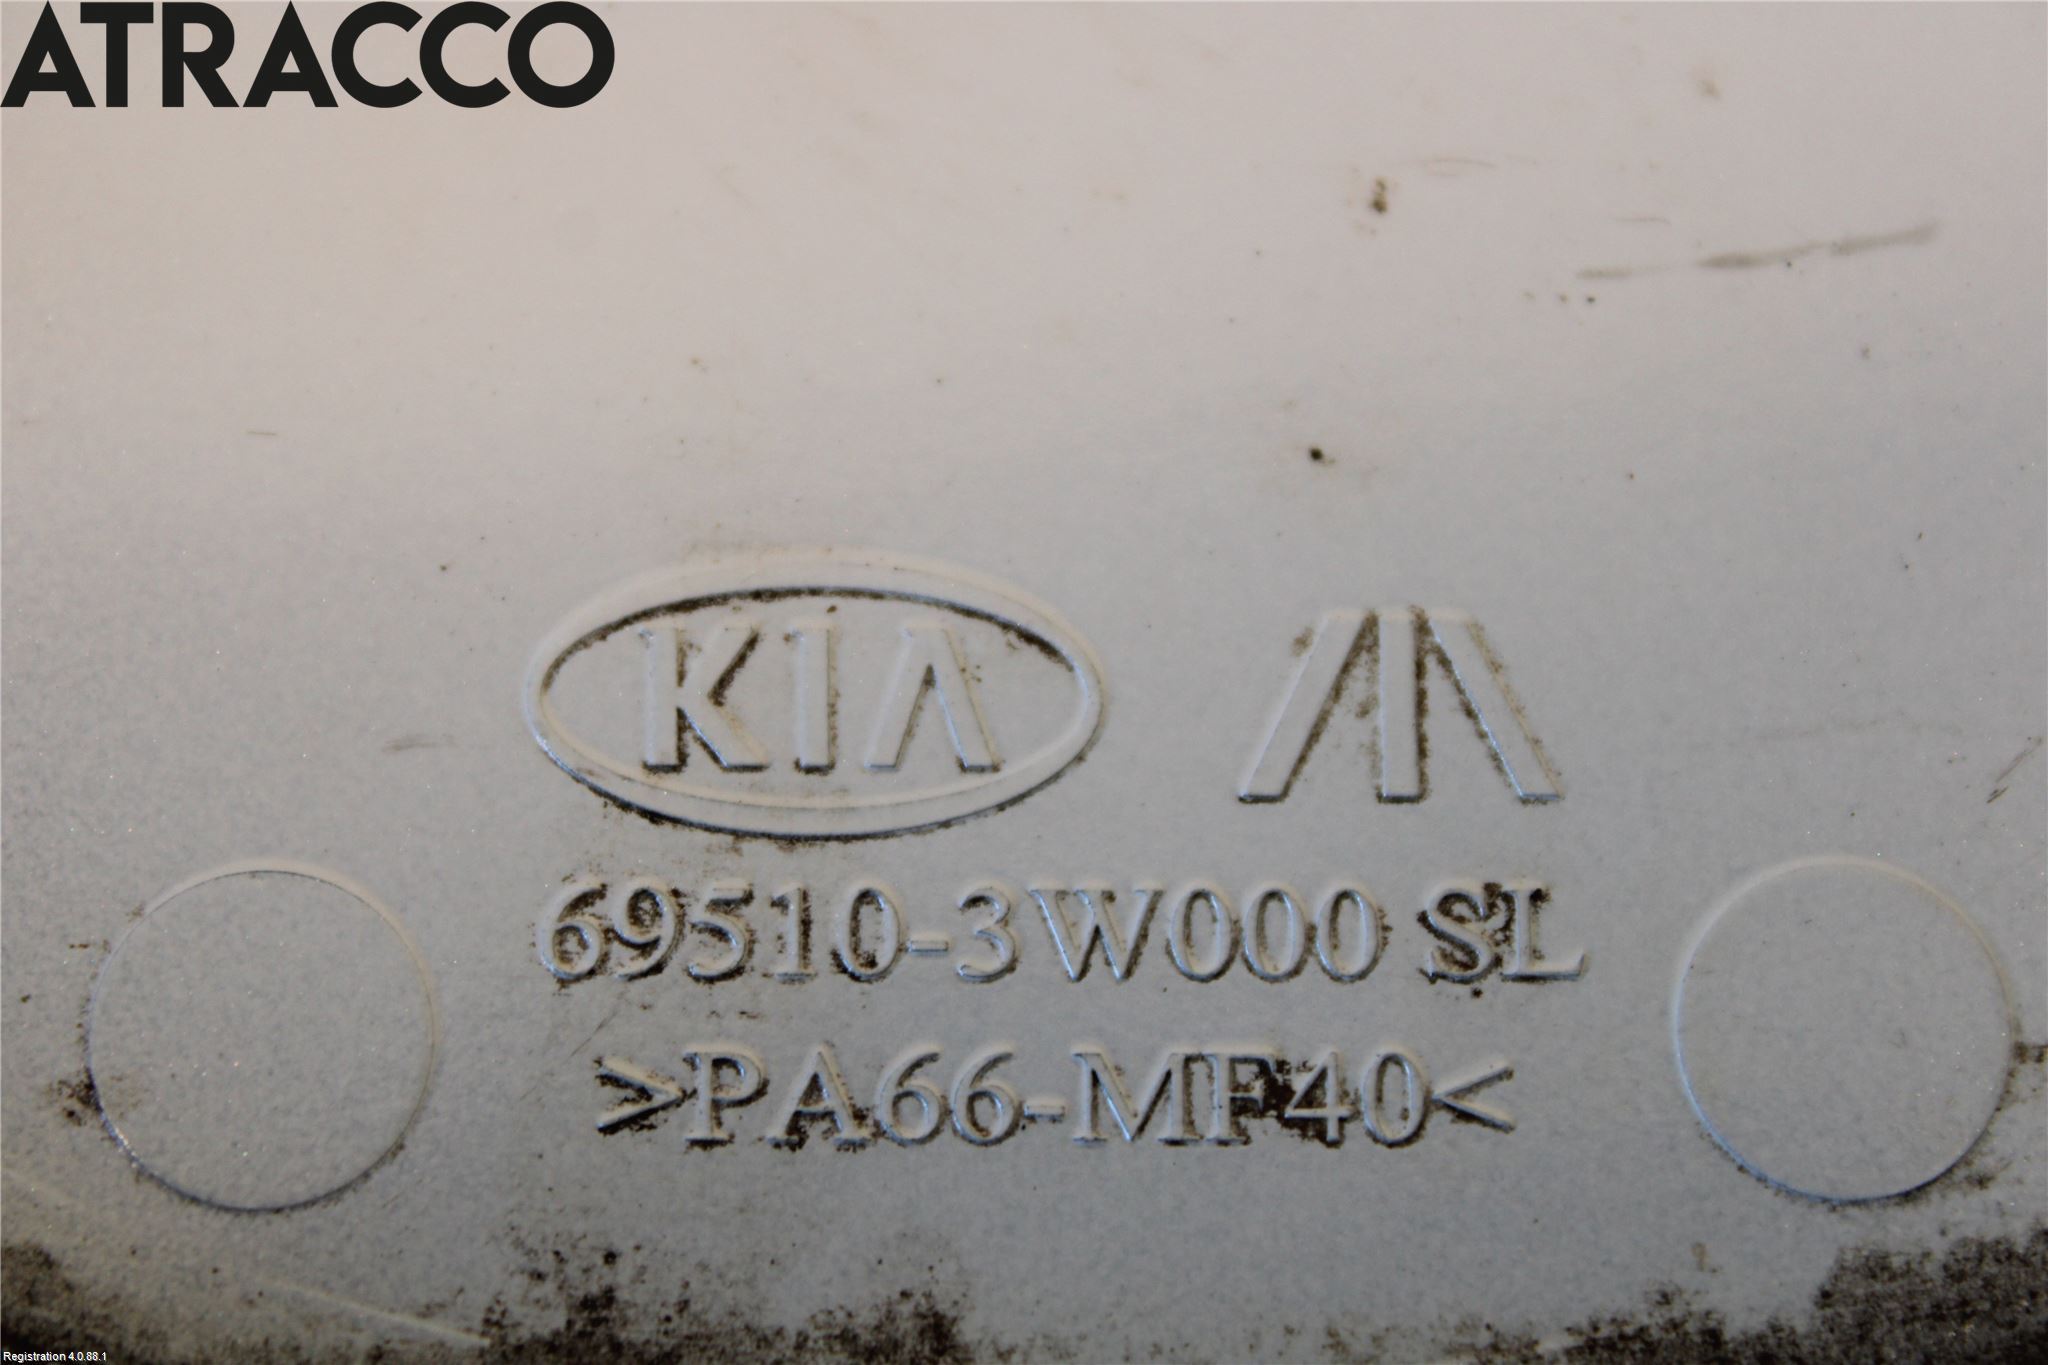 ATRACCO
KIA
69510-3W000 SL
>PA66-MF40<
Registration 4.0.88.1